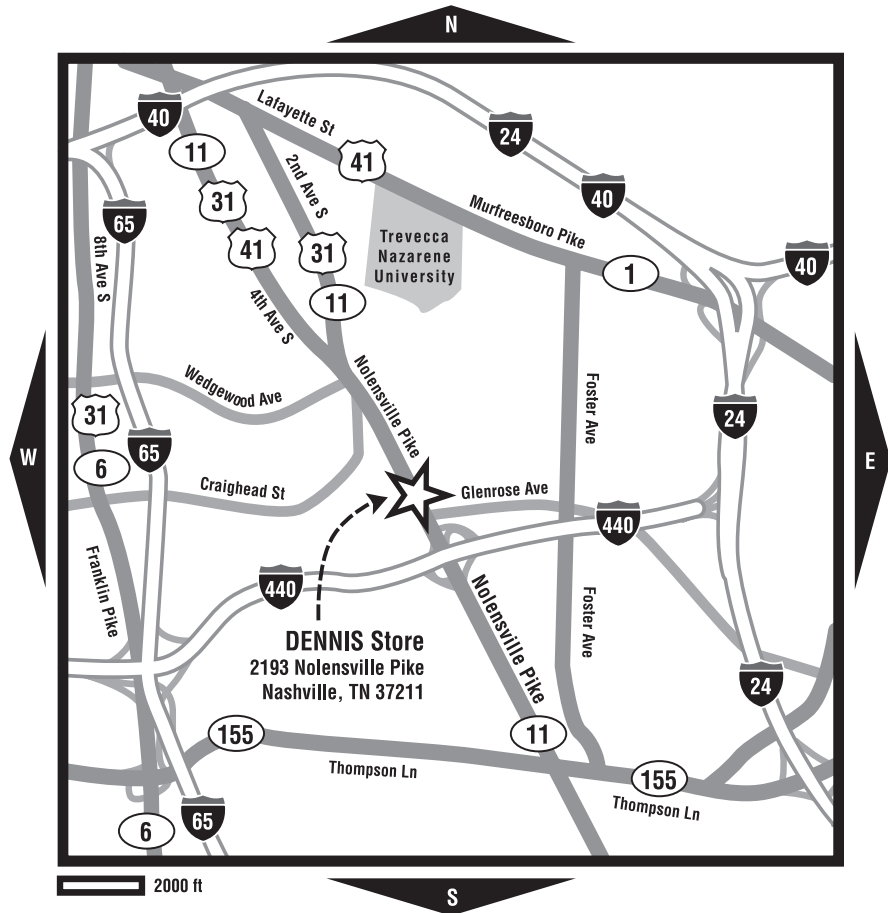 N
40
Lafayette St
24
11
41
2nd Ave S
31
40
Murfreesboro Pike
65
8th Ave S
41
31
Trevecca
Nazarene
University
40
1
11
4th Ave S
Nolensville Pike
Wedgewood Ave
Foster Ave
31
24
W
65
E
6
Craighead St
Glenrose Ave
440
Franklin Pike
440
Nolensville Pike
Foster Ave
DENNIS Store
2193 Nolensville Pike
Nashville, TN 37211
24
155
11
Thompson Ln
155
Thompson Ln
65
6
2000 ft
S